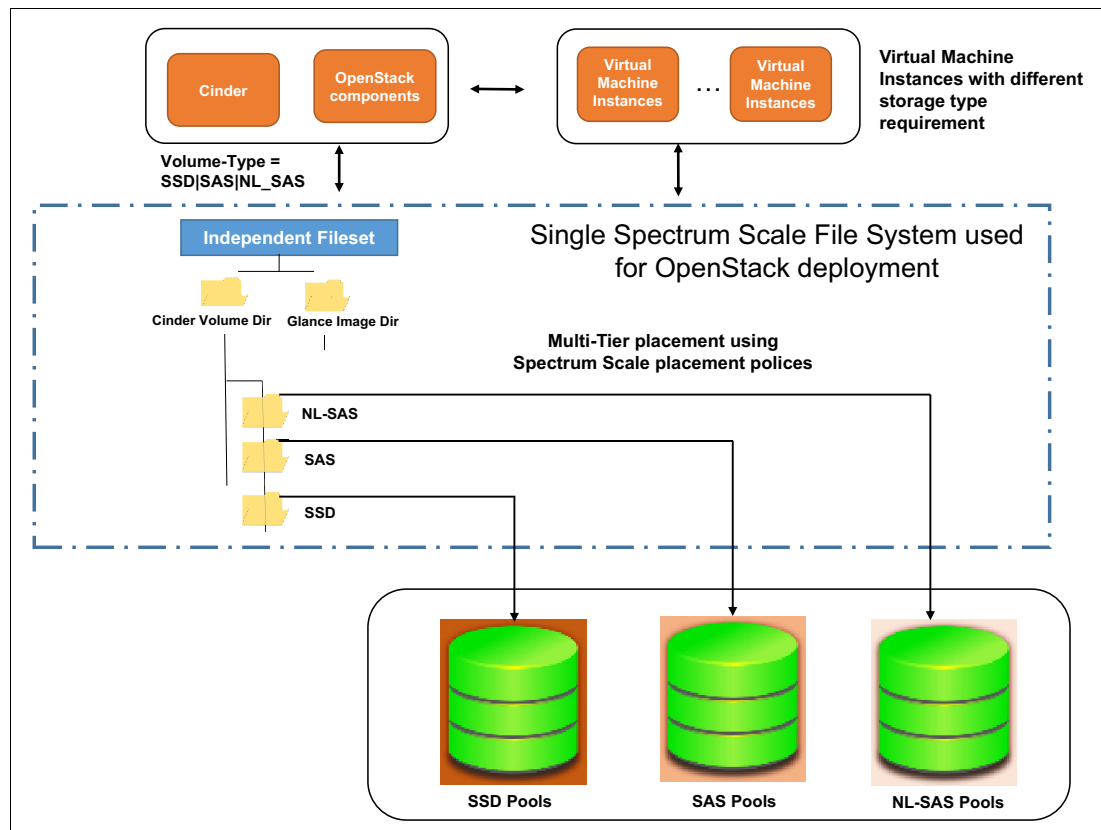 Cinder
OpenStack
components
Virtual
Machine
Instances
...
Virtual
Machine
Instances
Virtual Machine
Instances with different
storage type
requirement
Volume-Type =
SSD|SAS|NL_SAS
Independent Fileset
Single Spectrum Scale File System used
for OpenStack deployment
Cinder Volume Dir
Glance Image Dir
Multi-Tier placement using
Spectrum Scale placement polices
NL-SAS
SAS
SSD
SSD Pools
SAS Pools
NL-SAS Pools